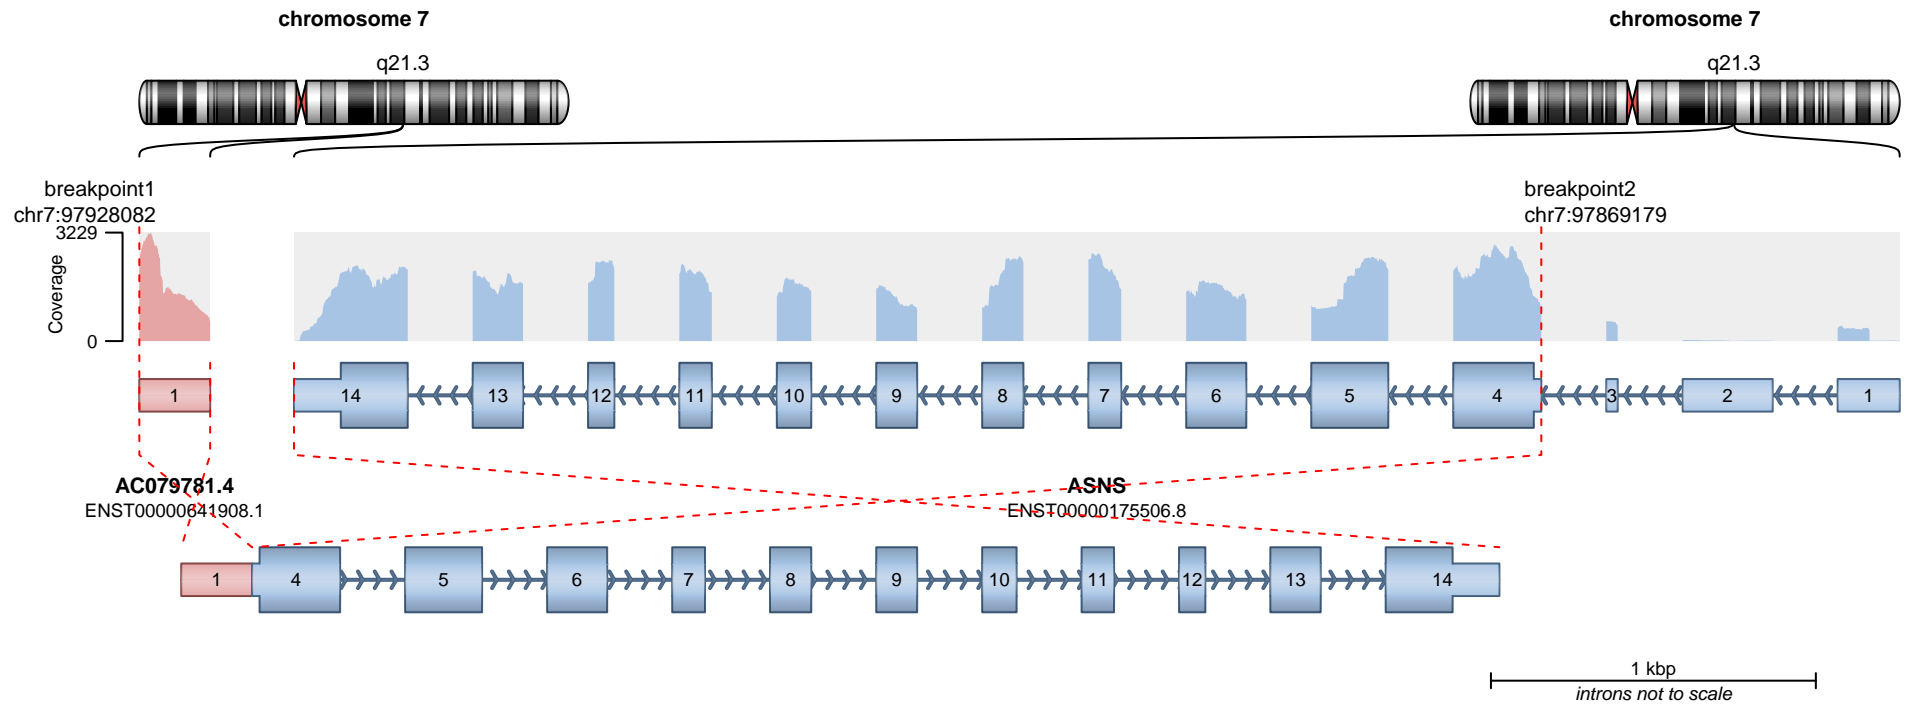 chromosome 7
chromosome 7
q21.3
q21.3
breakpoint1
chr7:97928082
breakpoint2
chr7:97869179
3229
Coverage
0
1
14
13
12
11
10
9
8
7
6
5
4
3
2
1
AC079781.4
ENST00000641908.1
ASNS
ENST00000175506.8
1
4
5
6
7
8
9
10
11
12
13
14
1 kbp
introns not to scale